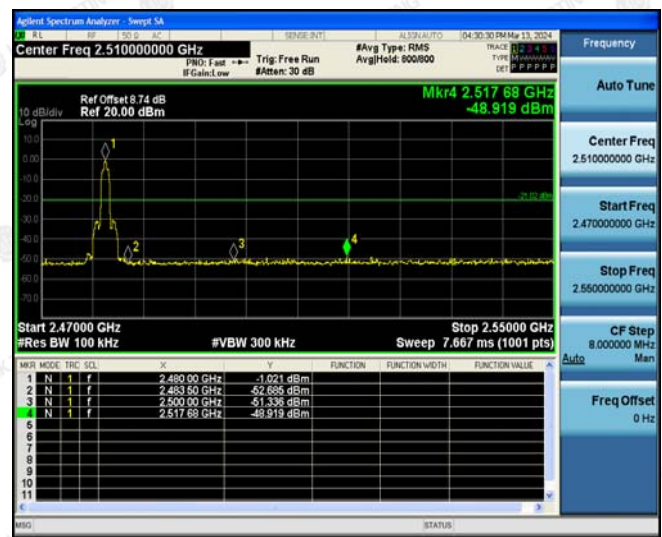 Agilent Spectrum Analyzer - Swept SA
RL RF 50 Ω AC SENSE:INT ALIGN AUTO 04:30:30 PM Mar 13, 2024
Center Freq 2.510000000 GHz
PNO: Fast
IFGain:Low
Trig: Free Run
#Atten: 30 dB
#Avg Type: RMS
Avg|Hold: 800/800
TRACE 1 2 3 4 5 6
TYPE M
DET P P P P P P
Ref Offset 8.74 dB
Ref 20.00 dBm
10 dB/div
Log
Mkr4 2.517 68 GHz
-48.919 dBm
10.0
0.00
-10.0
-20.0
-30.0
-40.0
-50.0
-60.0
-70.0
1
2
3
4
-21.02 dBm
Start 2.47000 GHz
Stop 2.55000 GHz
#Res BW 100 kHz
#VBW 300 kHz
Sweep 7.667 ms (1001 pts)
MKR MODE TRC SCL X Y FUNCTION FUNCTION WIDTH FUNCTION VALUE
1 N 1 f 2.480 00 GHz -1.021 dBm
2 N 1 f 2.483 50 GHz -52.685 dBm
3 N 1 f 2.500 00 GHz -51.336 dBm
4 N 1 f 2.517 68 GHz -48.919 dBm
5
6
7
8
9
10
11
MSG
STATUS
Frequency
Auto Tune
Center Freq
2.510000000 GHz
Start Freq
2.470000000 GHz
Stop Freq
2.550000000 GHz
CF Step
8.000000 MHz
Auto Man
Freq Offset
0 Hz